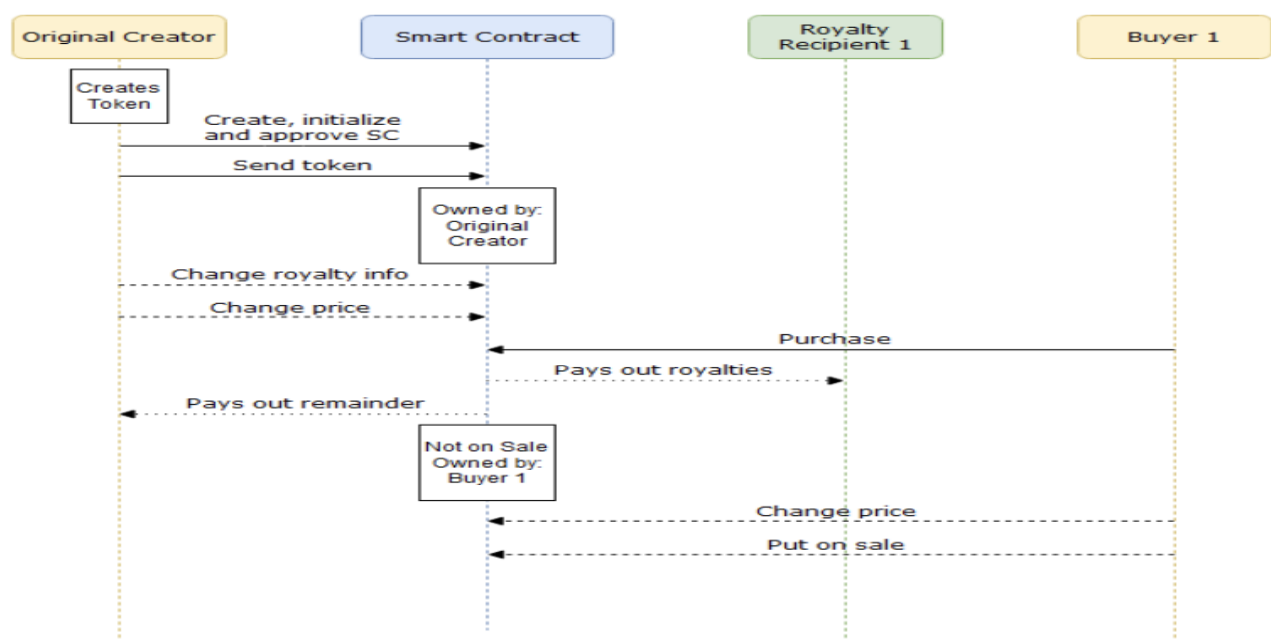 Original Creator
Smart Contract
Royalty
Recipient 1
Buyer 1
Creates
Token
Create, initialize
and approve SC
Send token
Owned by:
Original
Creator
Change royalty info
Change price
Purchase
Pays out royalties
Pays out remainder
Not on Sale
Owned by:
Buyer 1
Change price
Put on sale